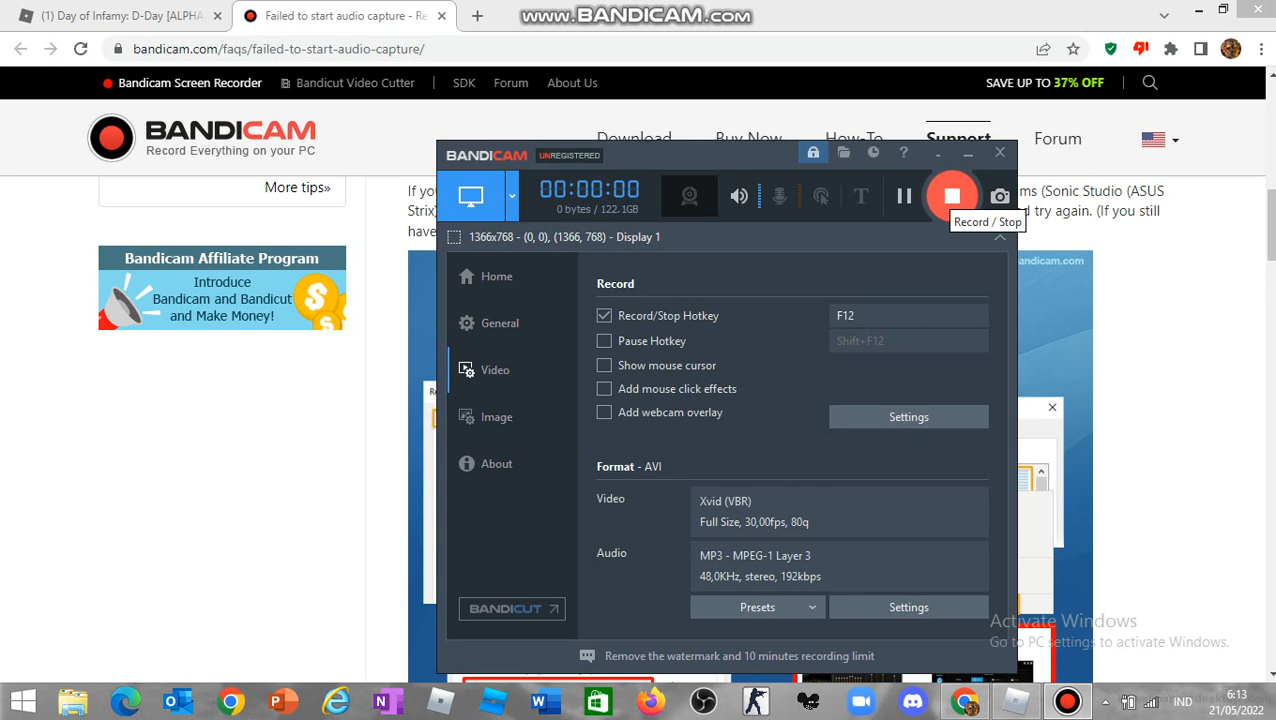 (1) Day of Infamy: D-Day [ALPHA
Failed to start audio capture - Re
www.BANDICAM.com
bandicam.com/faqs/failed-to-start-audio-capture/
Bandicam Screen Recorder
Bandicut Video Cutter
SDK
Forum
About Us
SAVE UP TO 37% OFF
BANDICAM
Record Everything on your PC
Download
Buy Now
How-To
Support
Forum
More tips»
If you
ms (Sonic Studio (ASUS
Strix)
d try again. (If you still
have
Bandicam Affiliate Program
Introduce
Bandicam and Bandicut
and Make Money!
andicam.com
BANDICAM
UNREGISTERED
00:00:00
0 bytes / 122.1GB
Record / Stop
1366x768 - (0, 0), (1366, 768) - Display 1
Home
General
Video
Image
About
BANDICUT
Record
Record/Stop Hotkey
F12
Pause Hotkey
Shift+F12
Show mouse cursor
Add mouse click effects
Add webcam overlay
Settings
Format - AVI
Video
Xvid (VBR)
Full Size, 30,00fps, 80q
Audio
MP3 - MPEG-1 Layer 3
48,0KHz, stereo, 192kbps
Presets
Settings
Remove the watermark and 10 minutes recording limit
Activate Windows
Go to PC settings to activate Windows.
IND
6:13
21/05/2022